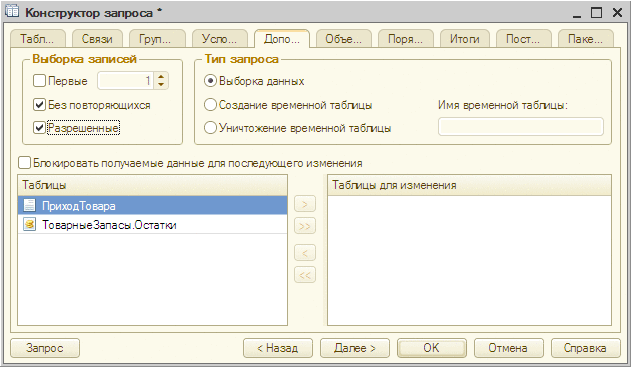 Конструктор запроса *
Табл... Связи Груп... Усло... Допо... Объе... Поря... Итоги Пост... Паке...
Выборка записей Тип запроса
Первые 1 Выборка данных
Без повторяющихся Создание временной таблицы Имя временной таблицы:
Разрешенные Уничтожение временной таблицы
Блокировать получаемые данные для последующего изменения
Таблицы Таблицы для изменения
ПриходТовара >
ТоварныеЗапасы.Остатки >>
<
<<
Запрос < Назад Далее > OK Отмена Справка